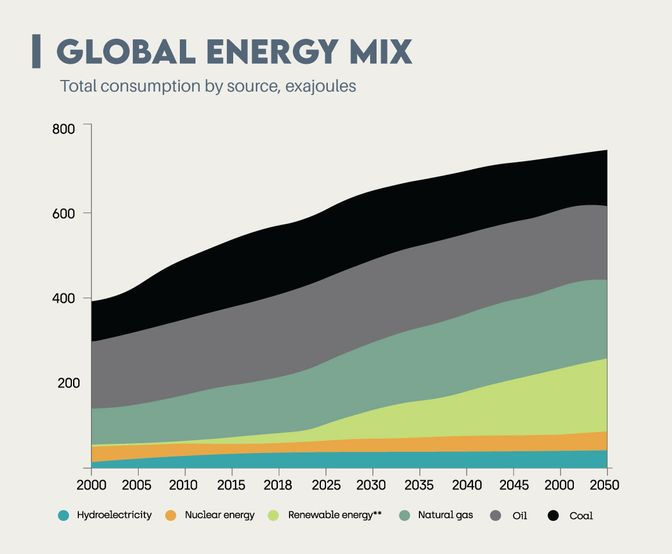 GLOBAL ENERGY MIX
Total consumption by source, exajoules
800
600
400
200
2000 2005 2010 2015 2018 2025 2030 2035 2040 2045 2000 2050
Hydroelectricity Nuclear energy Renewable energy** Natural gas Oil Coal